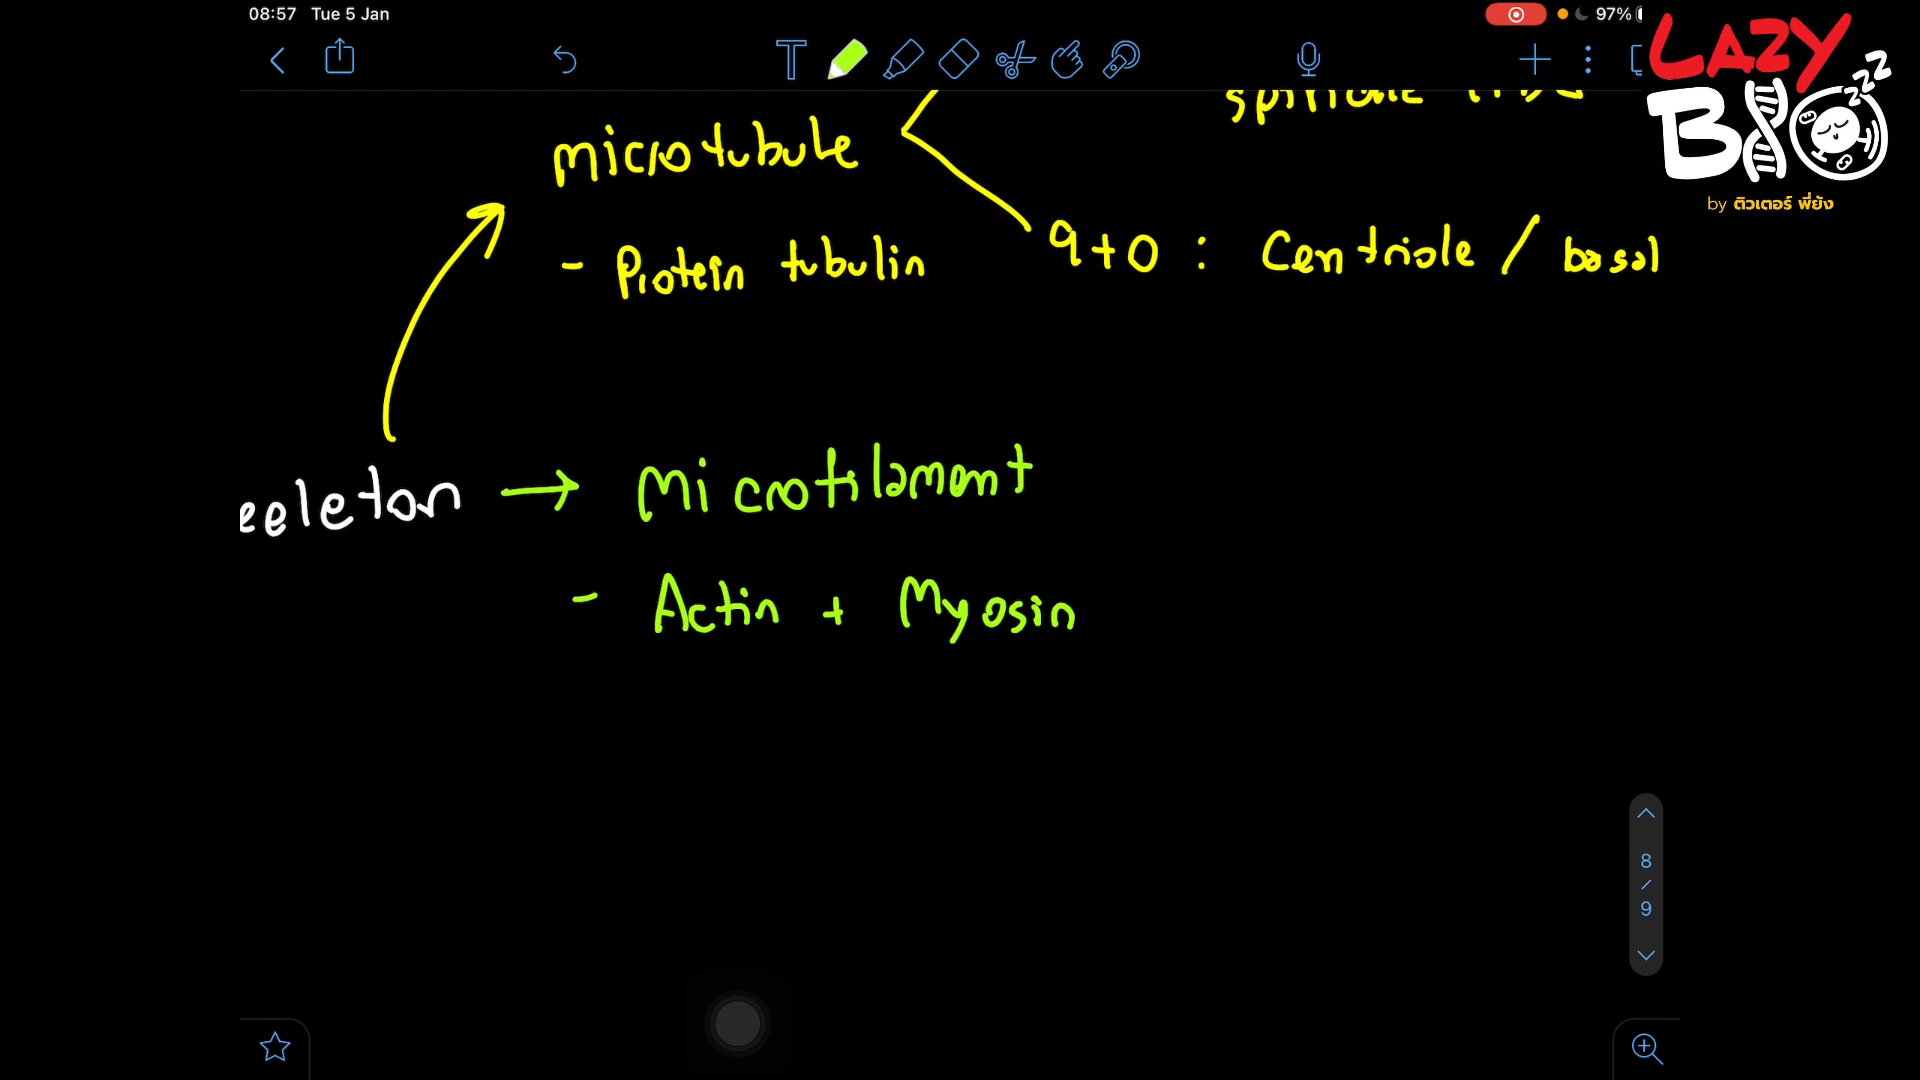 08:57 Tue 5 Jan
97%
LAZY
BIO zzz
by ติวเตอร์ พี่ยัง
microtubule
- Protein tubulin
9+0 : Centriole / basal
eeleton → Microfilament
- Actin + Myosin
8
/
9